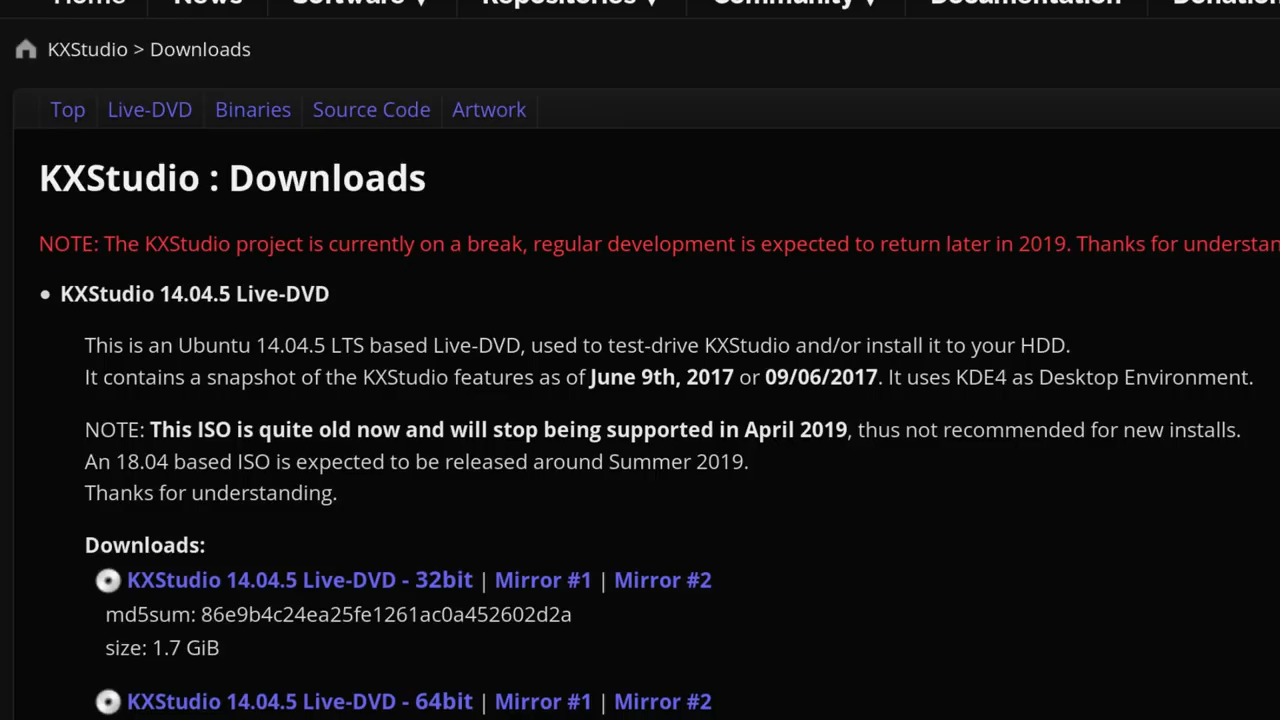 Home News Software Repositories Community Documentation
KXStudio > Downloads
Top Live-DVD Binaries Source Code Artwork
KXStudio : Downloads
NOTE: The KXStudio project is currently on a break, regular development is expected to return later in 2019. Thanks for understan
KXStudio 14.04.5 Live-DVD
This is an Ubuntu 14.04.5 LTS based Live-DVD, used to test-drive KXStudio and/or install it to your HDD.
It contains a snapshot of the KXStudio features as of June 9th, 2017 or 09/06/2017. It uses KDE4 as Desktop Environment.
NOTE: This ISO is quite old now and will stop being supported in April 2019, thus not recommended for new installs.
An 18.04 based ISO is expected to be released around Summer 2019.
Thanks for understanding.
Downloads:
KXStudio 14.04.5 Live-DVD - 32bit | Mirror #1 | Mirror #2
md5sum: 86e9b4c24ea25fe1261ac0a452602d2a
size: 1.7 GiB
KXStudio 14.04.5 Live-DVD - 64bit | Mirror #1 | Mirror #2